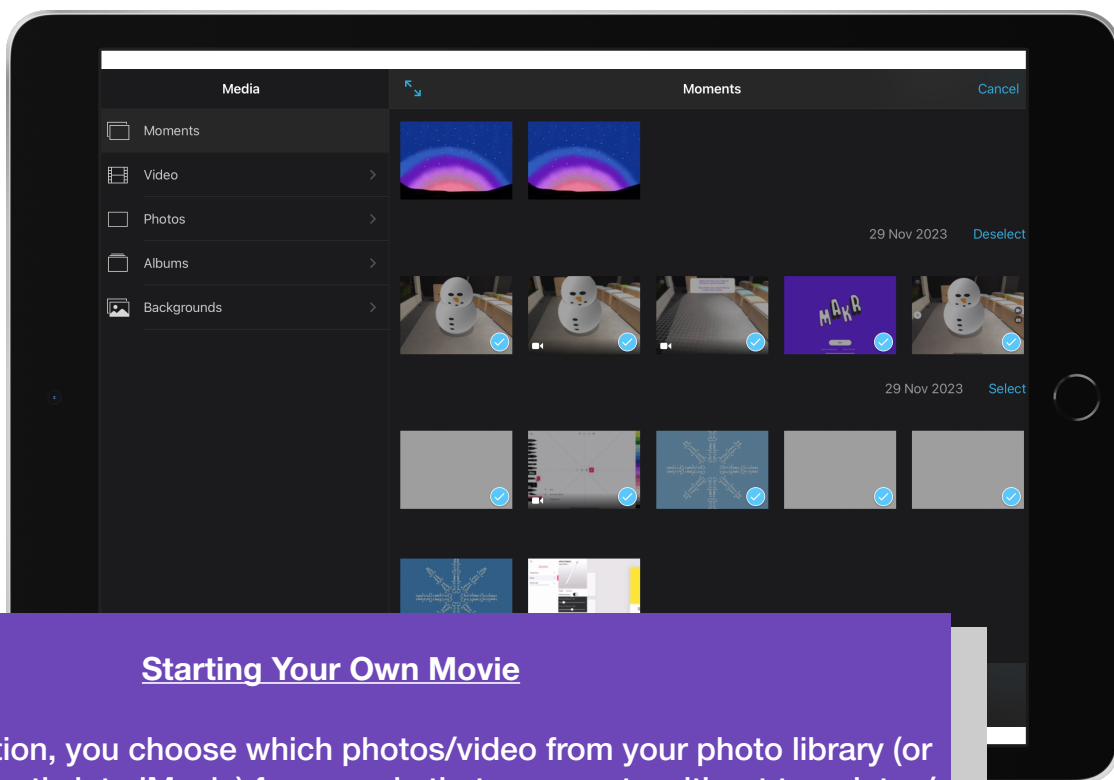 Media
Moments
Cancel
Moments
Video
Photos
Albums
Backgrounds
29 Nov 2023 Deselect
MAKR
29 Nov 2023 Select
Starting Your Own Movie
tion, you choose which photos/video from your photo library (or